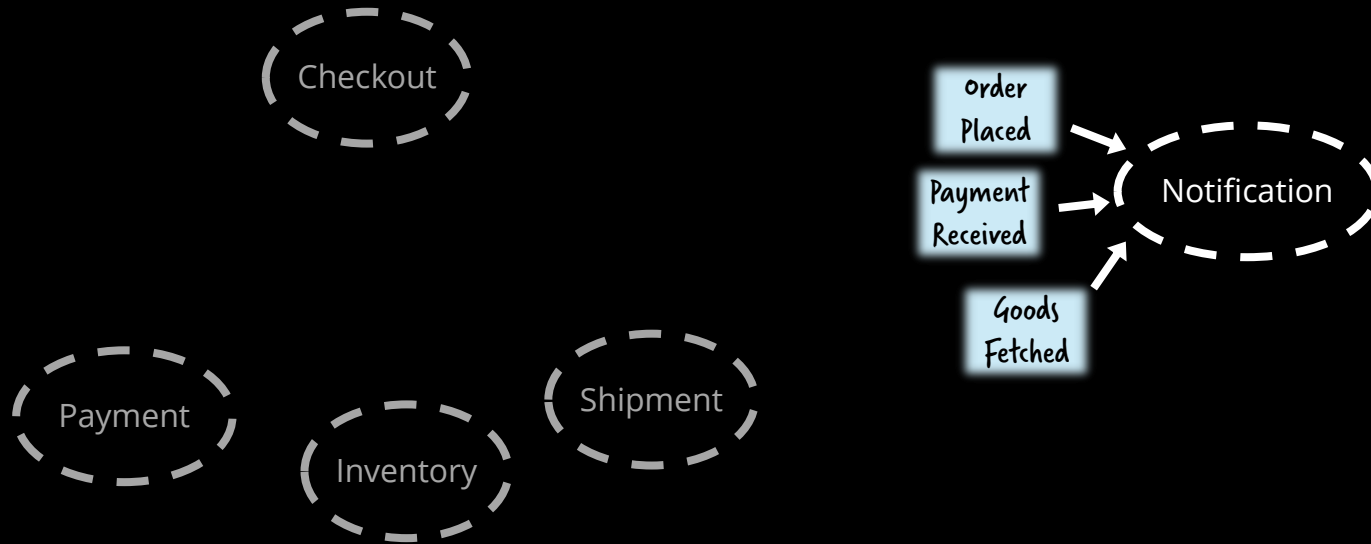 Checkout
Order
Placed
Payment
Received
Notification
Goods
Fetched
Payment
Inventory
Shipment